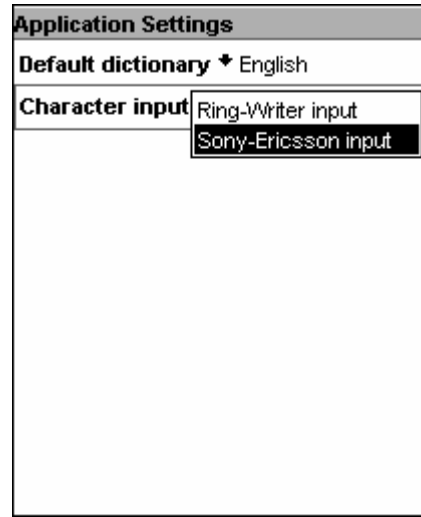 Application Settings
Default dictionary English
Character input Ring-Writer input
Sony-Ericsson input